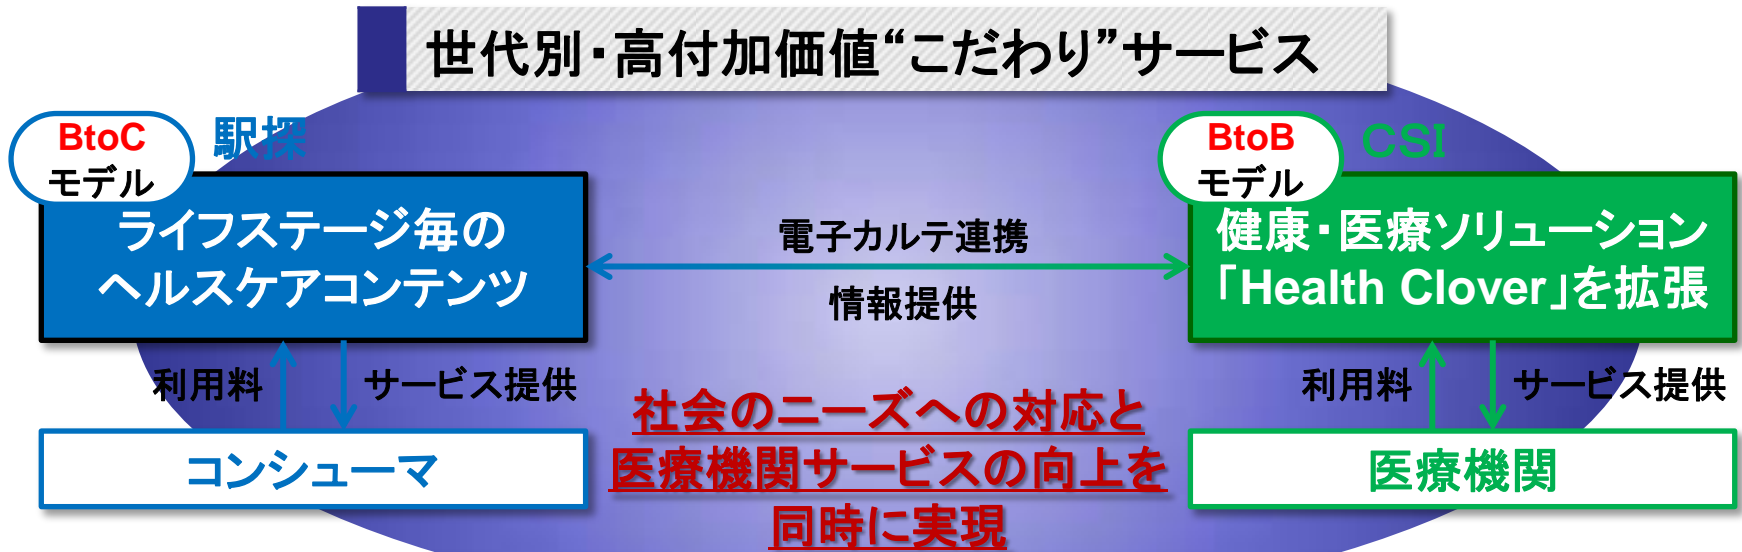 世代別・高付加価値“こだわり”サービス
BtoC
モデル
駅探
ライフステージ毎の
ヘルスケアコンテンツ
利用料
サービス提供
コンシューマ
電子カルテ連携
情報提供
社会のニーズへの対応と
医療機関サービスの向上を
同時に実現
BtoB
モデル
CSI
健康・医療ソリューション
「Health Clover」を拡張
利用料
サービス提供
医療機関